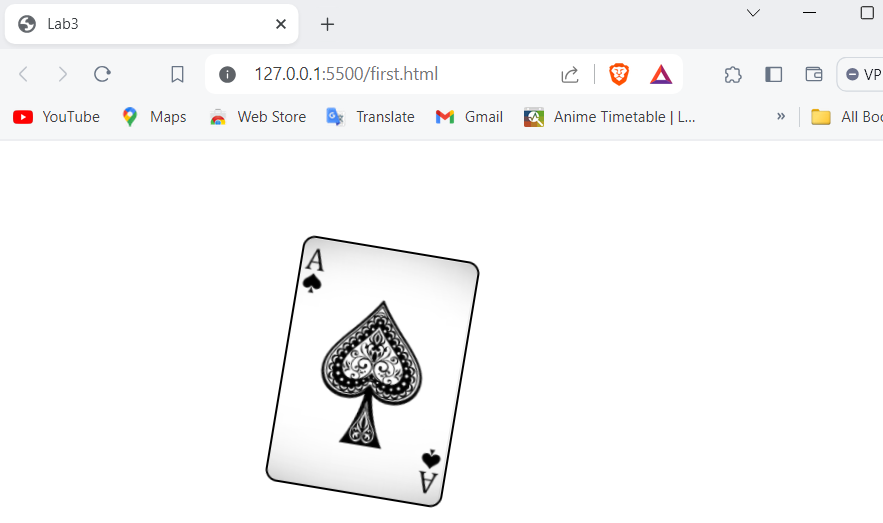 Lab3
127.0.0.1:5500/first.html
VP
YouTube Maps Web Store Translate Gmail Anime Timetable | L... » All Boo
A
A